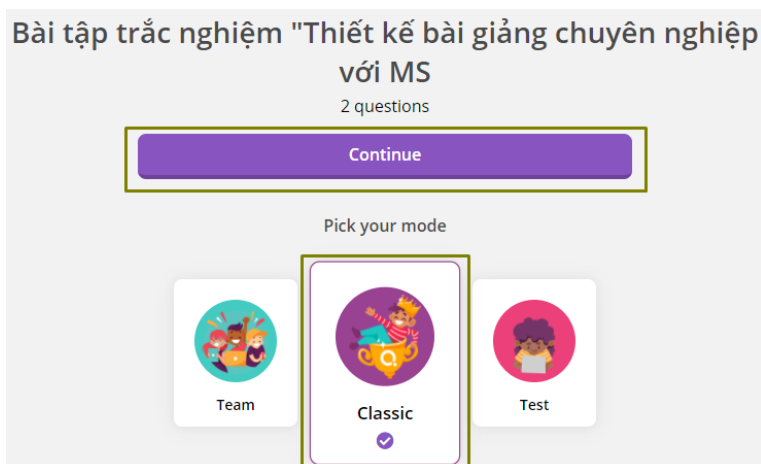 Bài tập trắc nghiệm "Thiết kế bài giảng chuyên nghiệp
với MS
2 questions
Continue
Pick your mode
Team
Classic
Test